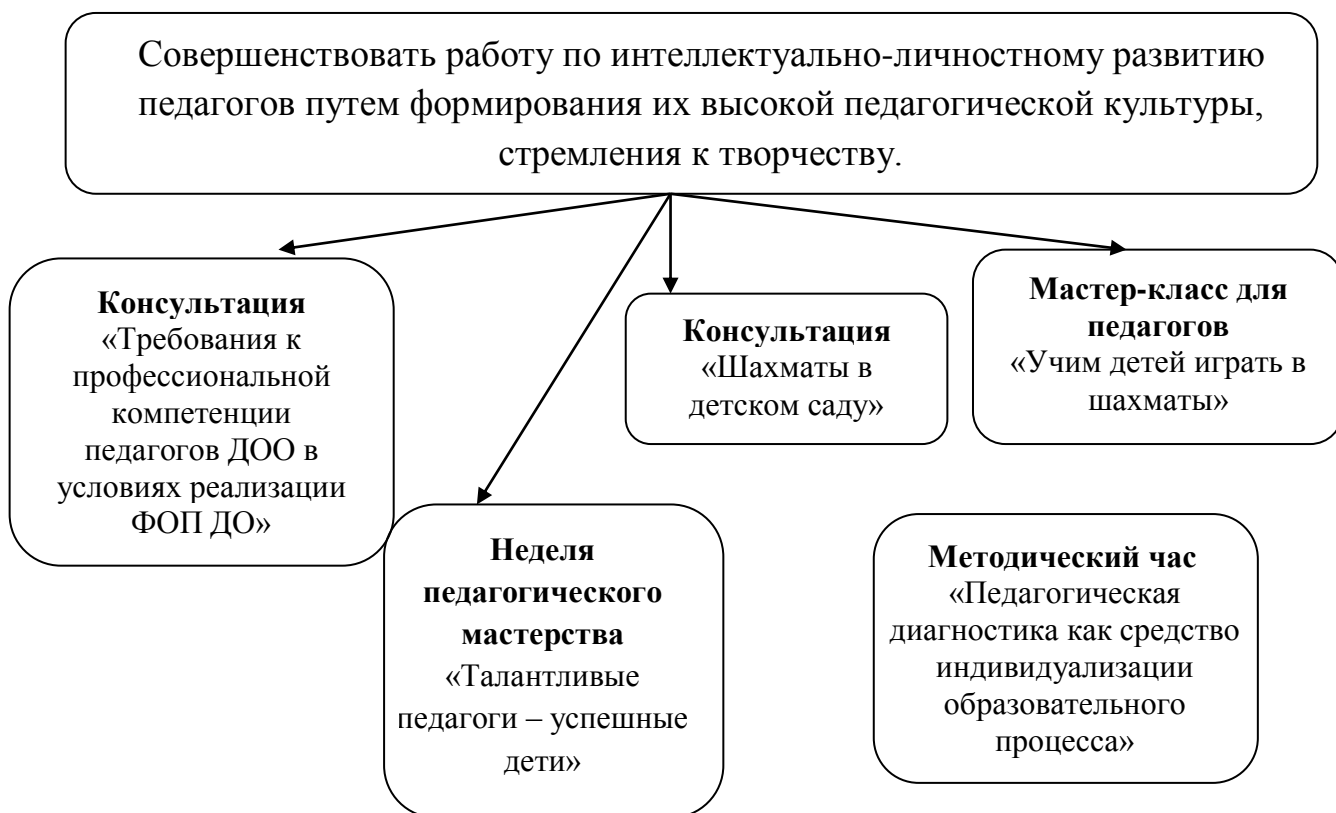 Совершенствовать работу по интеллектуально-личностному развитию
педагогов путем формирования их высокой педагогической культуры,
стремления к творчеству.
Консультация
«Требования к
профессиональной
компетенции
педагогов ДОО в
условиях реализации
ФОП ДО»
Консультация
«Шахматы в
детском саду»
Мастер-класс для
педагогов
«Учим детей играть в
шахматы»
Неделя
педагогического
мастерства
«Талантливые
педагоги – успешные
дети»
Методический час
«Педагогическая
диагностика как средство
индивидуализации
образовательного
процесса»